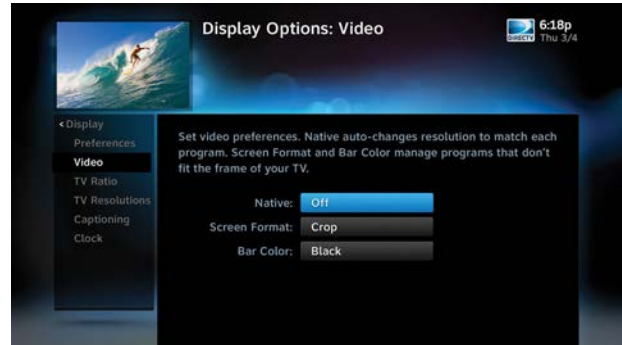 Display Options: Video
DIRECTV
6:18p
Thu 3/4
<Display
Preferences
Video
TV Ratio
TV Resolutions
Captioning
Clock
Set video preferences. Native auto-changes resolution to match each
program. Screen Format and Bar Color manage programs that don't
fit the frame of your TV.
Native: Off
Screen Format: Crop
Bar Color: Black